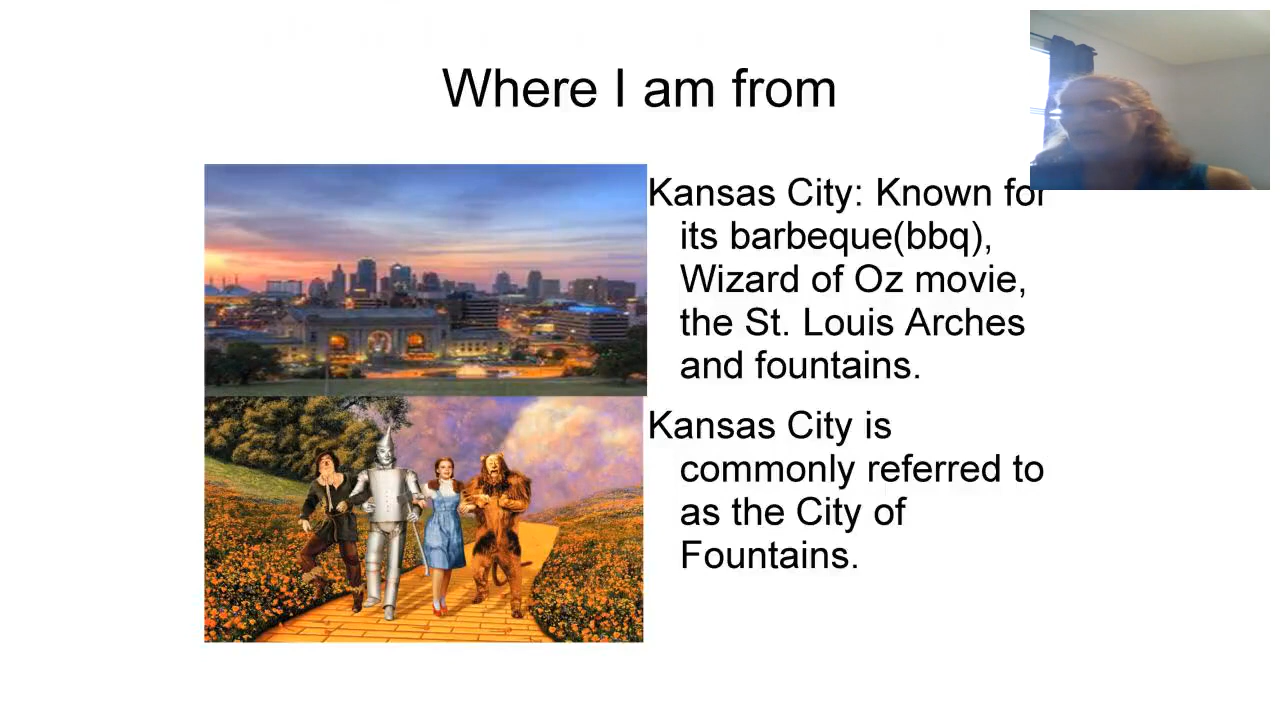 Where I am from
Kansas City: Known for
its barbeque(bbq),
Wizard of Oz movie,
the St. Louis Arches
and fountains.
Kansas City is
commonly referred to
as the City of
Fountains.